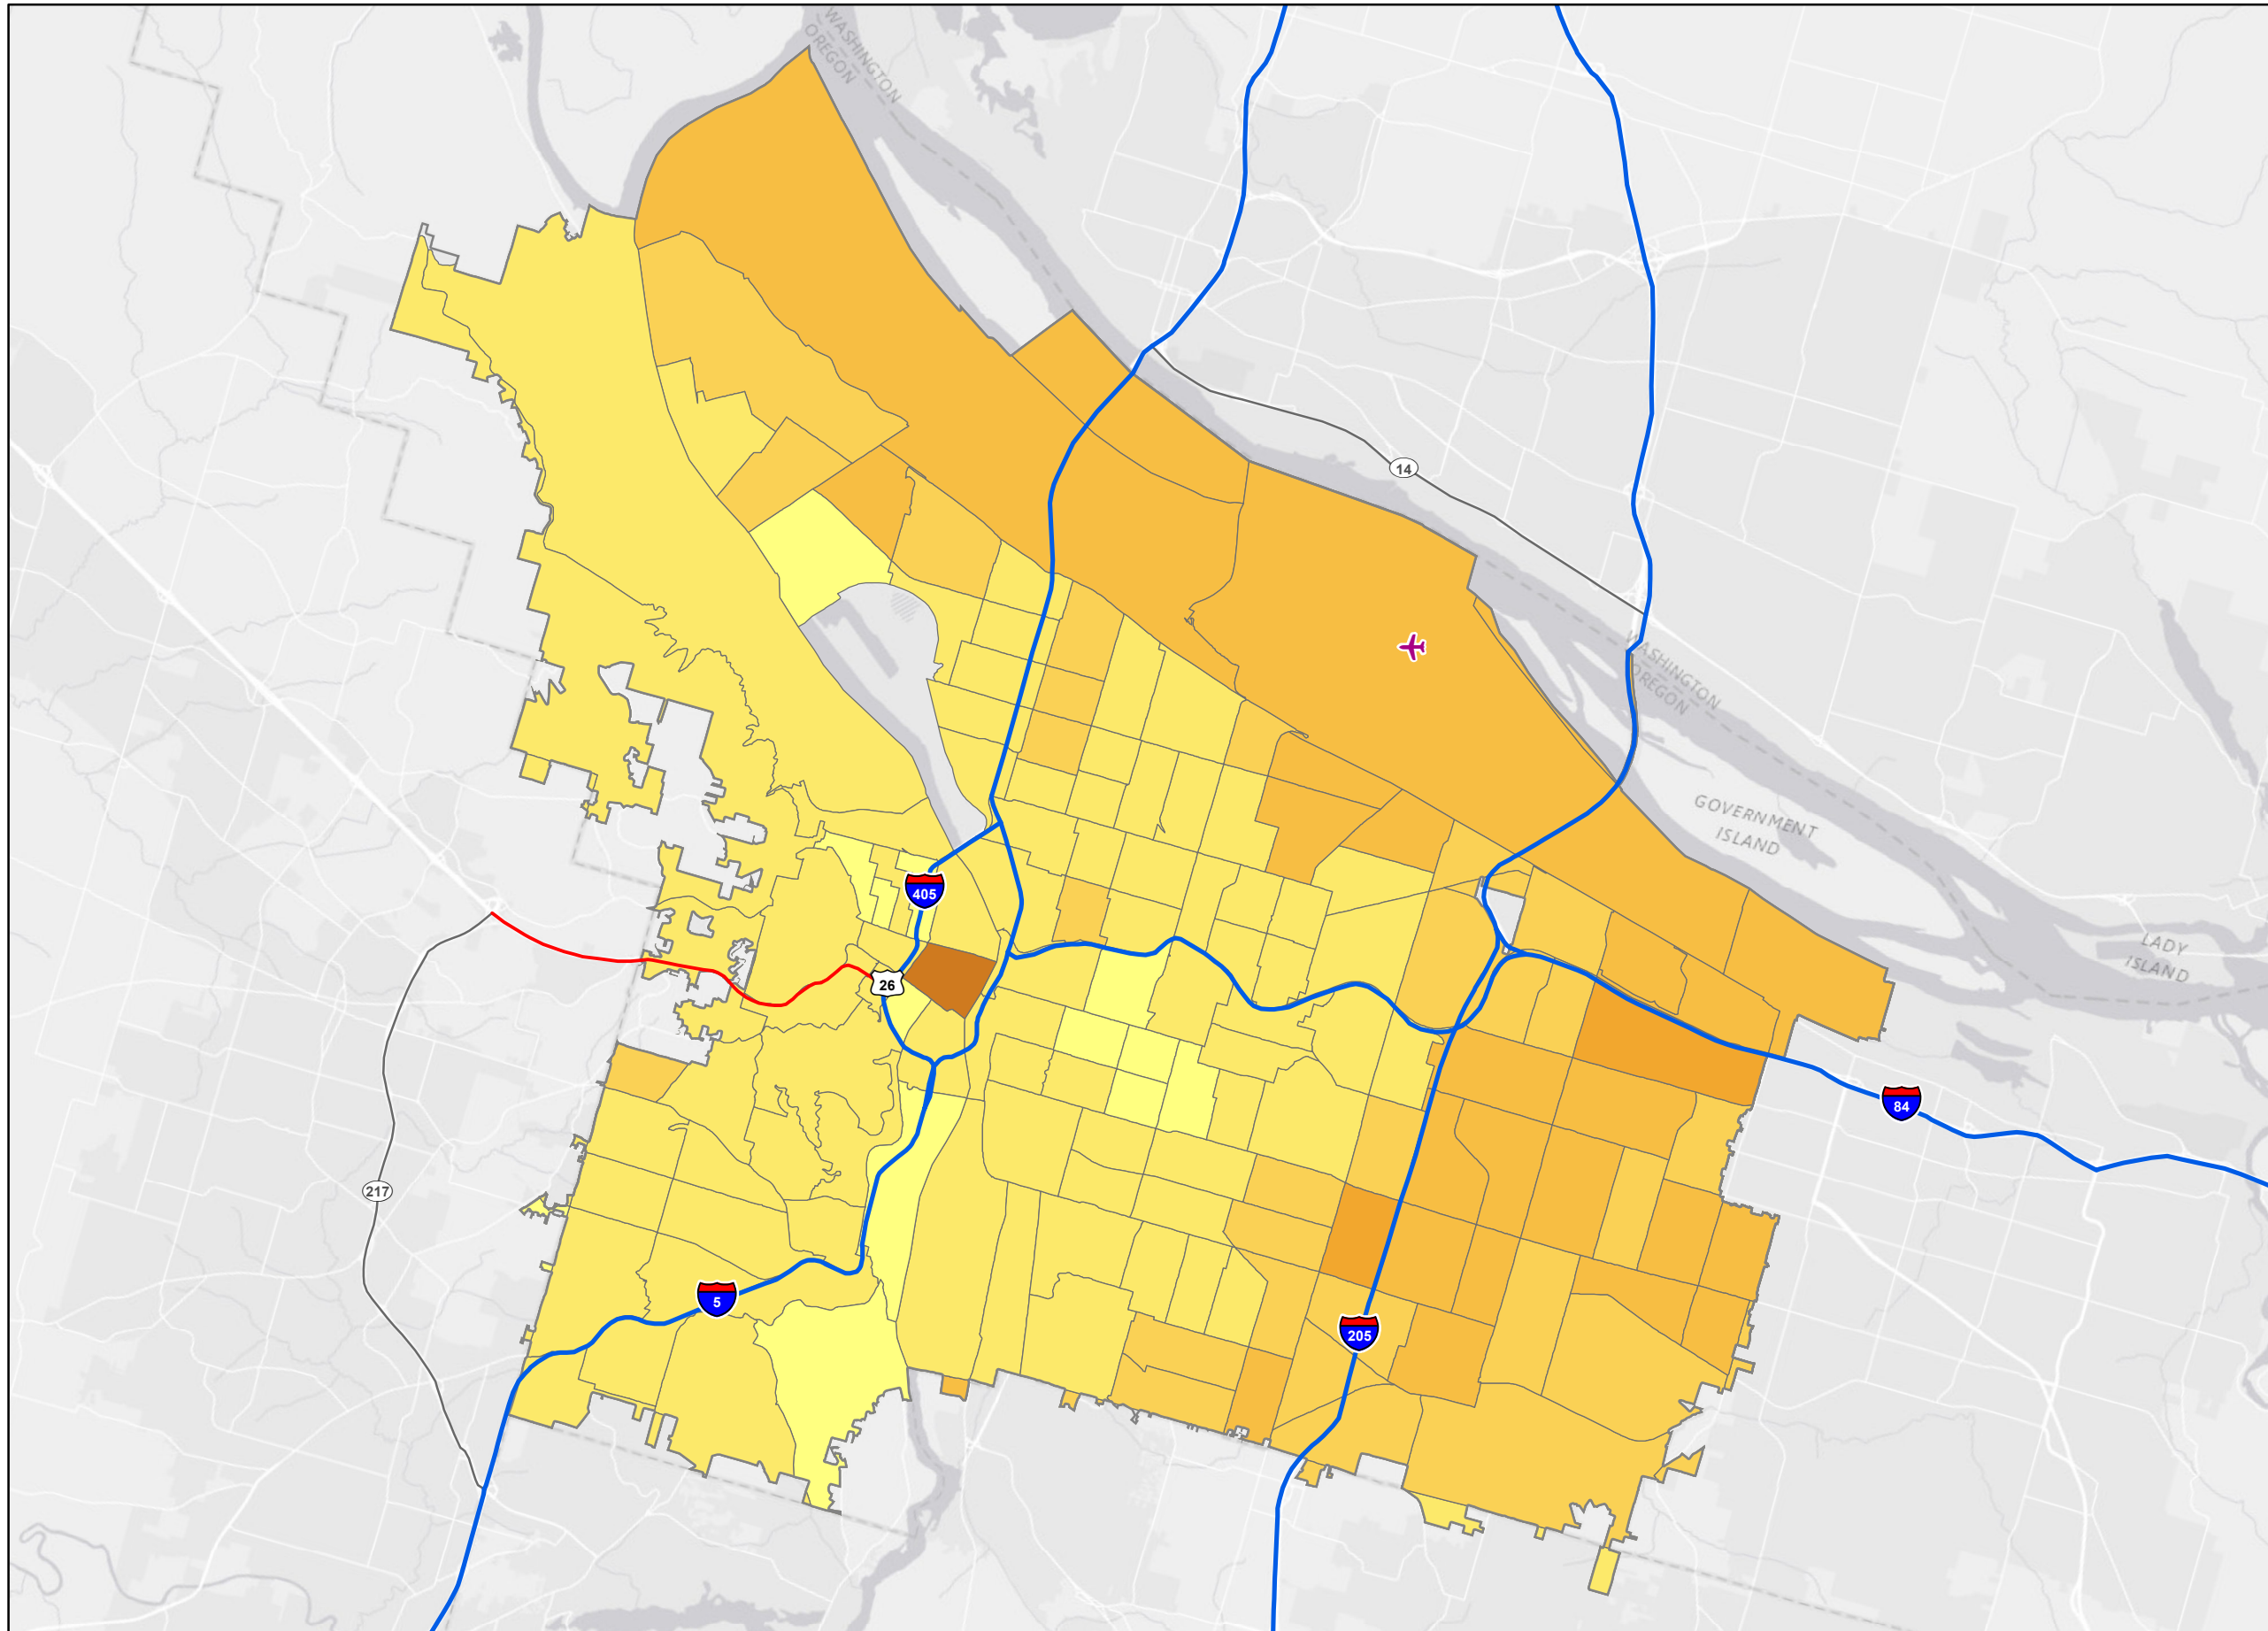 WASHINGTON
OREGON
14
WASHINGTON
OREGON
GOVERNMENT
ISLAND
405
LADY
ISLAND
26
84
217
5
205